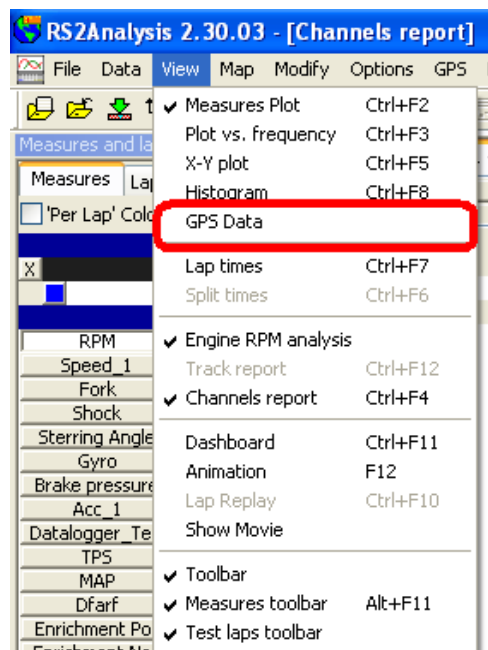 RS2Analysis 2.30.03 - [Channels report]
File Data View Map Modify Options GPS
Measures and la
Measures La
'Per Lap' Colo
X
RPM
Speed_1
Fork
Shock
Sterring Angle
Gyro
Brake pressure
Acc_1
Datalogger_Te
TPS
MAP
Dfarf
Enrichment Po
Measures Plot Ctrl+F2
Plot vs. frequency Ctrl+F3
X-Y plot Ctrl+F5
Histogram Ctrl+F8
GPS Data
Lap times Ctrl+F7
Split times Ctrl+F6
Engine RPM analysis
Track report Ctrl+F12
Channels report Ctrl+F4
Dashboard Ctrl+F11
Animation F12
Lap Replay Ctrl+F10
Show Movie
Toolbar
Measures toolbar Alt+F11
Test laps toolbar